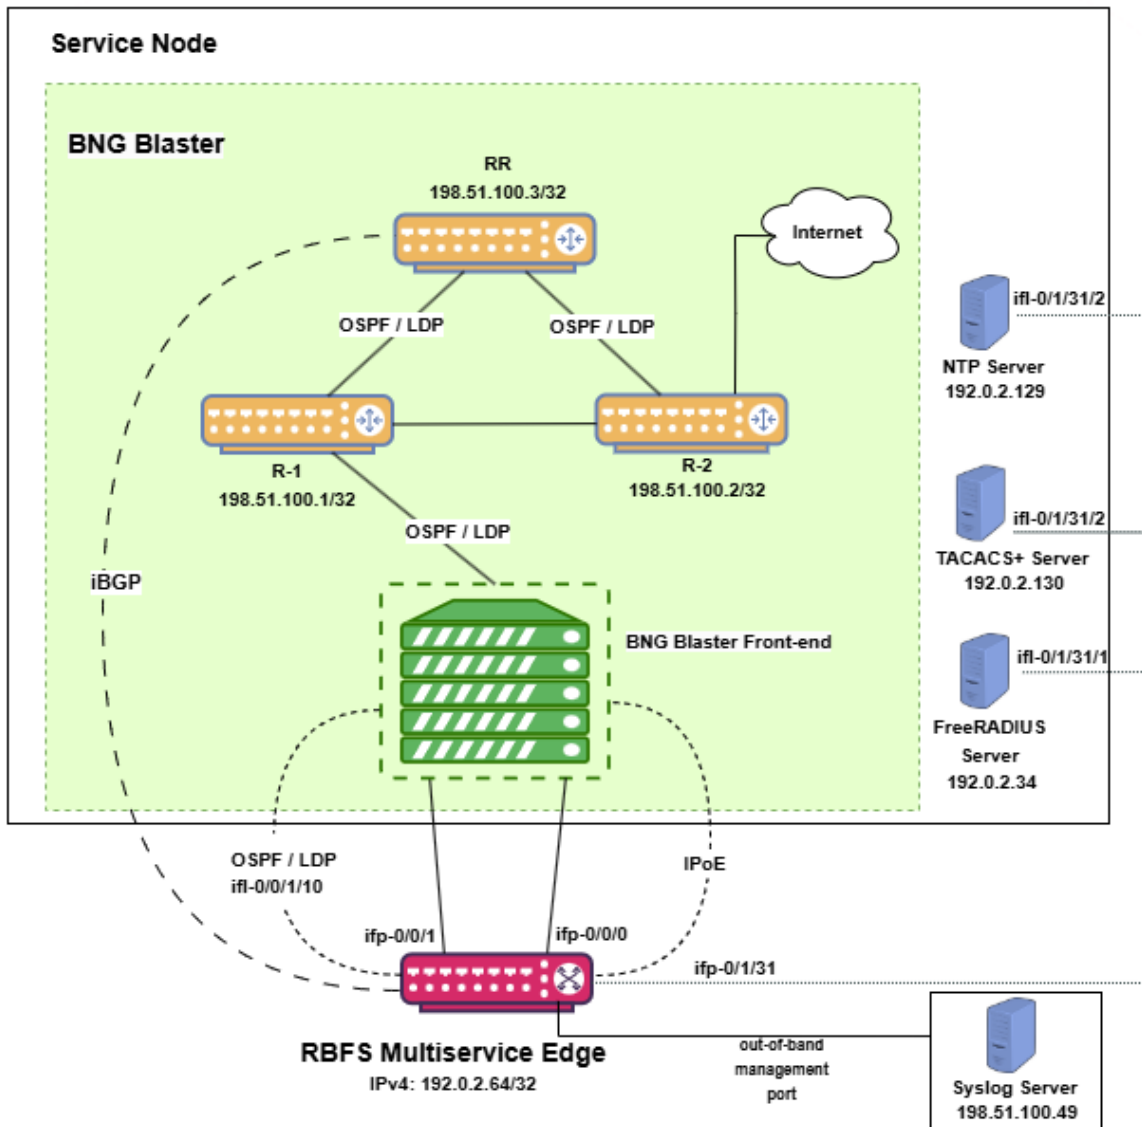 Service Node
BNG Blaster
RR
198.51.100.3/32
Internet
ifl-0/1/31/2
OSPF / LDP
OSPF / LDP
NTP Server
192.0.2.129
R-1
198.51.100.1/32
R-2
198.51.100.2/32
ifl-0/1/31/2
OSPF / LDP
TACACS+ Server
192.0.2.130
iBGP
BNG Blaster Front-end
ifl-0/1/31/1
FreeRADIUS
Server
192.0.2.34
OSPF / LDP
ifl-0/0/1/10
IPoE
ifp-0/0/1
ifp-0/0/0
ifp-0/1/31
RBFS Multiservice Edge
IPv4: 192.0.2.64/32
out-of-band
management
port
Syslog Server
198.51.100.49